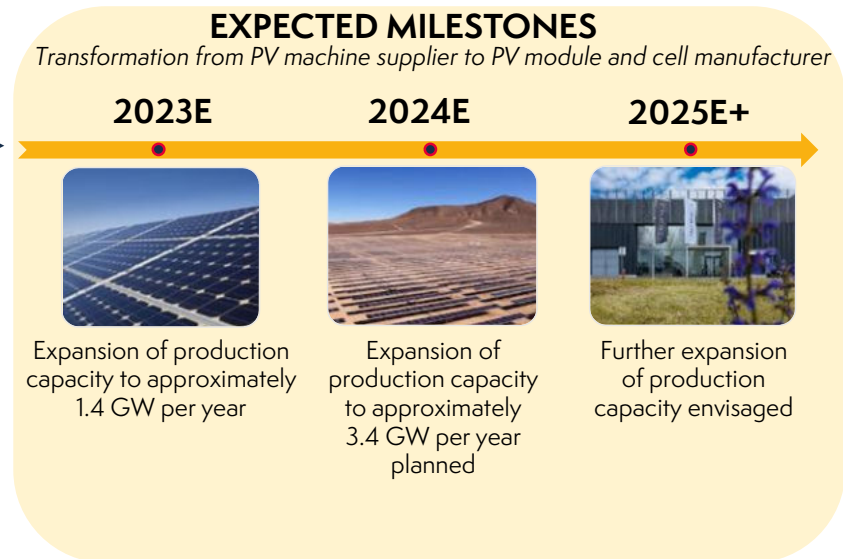 EXPECTED MILESTONES
Transformation from PV machine supplier to PV module and cell manufacturer
2023E
2024E
2025E+
Expansion of production
capacity to approximately
1.4 GW per year
Expansion of
production capacity
to approximately
3.4 GW per year
planned
Further expansion
of production
capacity envisaged